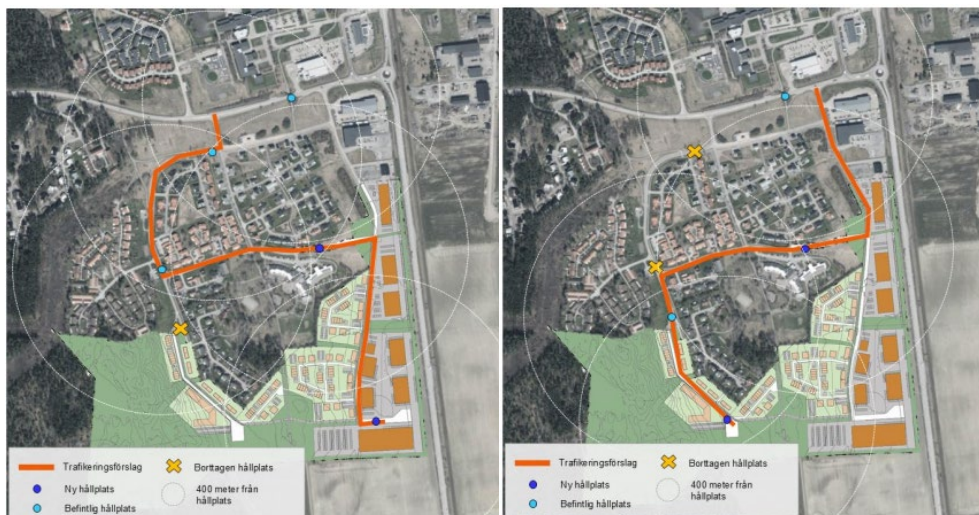 Trafikeringsförslag
Borttagen hållplats
Ny hållplats
400 meter från
hållplats
Befintlig hållplats
Trafikeringsförslag
Borttagen hållplats
Ny hållplats
400 meter från
hållplats
Befintlig hållplats